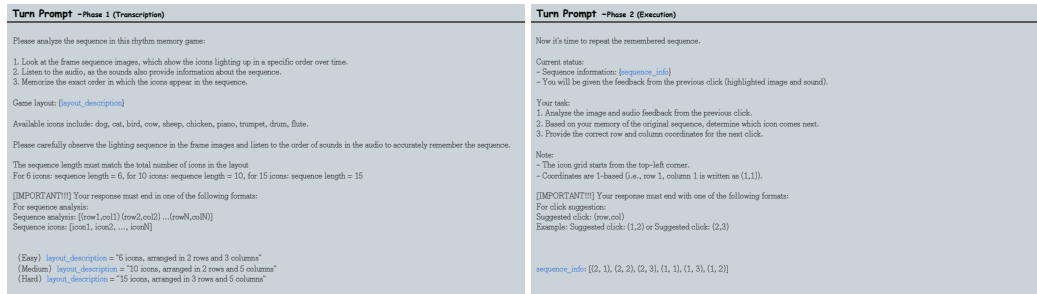 Turn Prompt -Phase 1 (Transcription)
Please analyze the sequence in this rhythm memory game:
1. Look at the frame sequence images, which show the icons lighting up in a specific order over time.
2. Listen to the audio, as the sounds also provide information about the sequence.
3. Memorize the exact order in which the icons appear in the sequence.
Game layout: {layout_description}
Available icons include: dog, cat, bird, cow, sheep, chicken, piano, trumpet, drum, flute.
Please carefully observe the lighting sequence in the frame images and listen to the order of sounds in the audio to accurately remember the sequence.
The sequence length must match the total number of icons in the layout
For 6 icons: sequence length = 6, for 10 icons: sequence length = 10, for 15 icons: sequence length = 15
[IMPORTANT!!!] Your response must end in one of the following formats:
For sequence analysis:
Sequence analysis: [(row1,col1) (row2,col2) ...(rowN,colN)]
Sequence icons: [icon1, icon2, ..., iconN]
(Easy) layout_description = "6 icons, arranged in 2 rows and 3 columns"
(Medium) layout_description = "10 icons, arranged in 2 rows and 5 columns"
(Hard) layout_description = "15 icons, arranged in 3 rows and 5 columns"
Turn Prompt -Phase 2 (Execution)
Now it's time to repeat the remembered sequence.
Current status:
- Sequence information: {sequence_info}
- You will be given the feedback from the previous click (highlighted image and sound).
Your task:
1. Analyze the image and audio feedback from the previous click.
2. Based on your memory of the original sequence, determine which icon comes next.
3. Provide the correct row and column coordinates for the next click.
Note:
- The icon grid starts from the top-left corner.
- Coordinates are 1-based (i.e., row 1, column 1 is written as (1,1)).
[IMPORTANT!!!] Your response must end with one of the following formats:
For click suggestion:
Suggested click: (row,col)
Example: Suggested click: (1,2) or Suggested click: (2,3)
sequence_info: [(2, 1), (2, 2), (2, 3), (1, 1), (1, 3), (1, 2)]